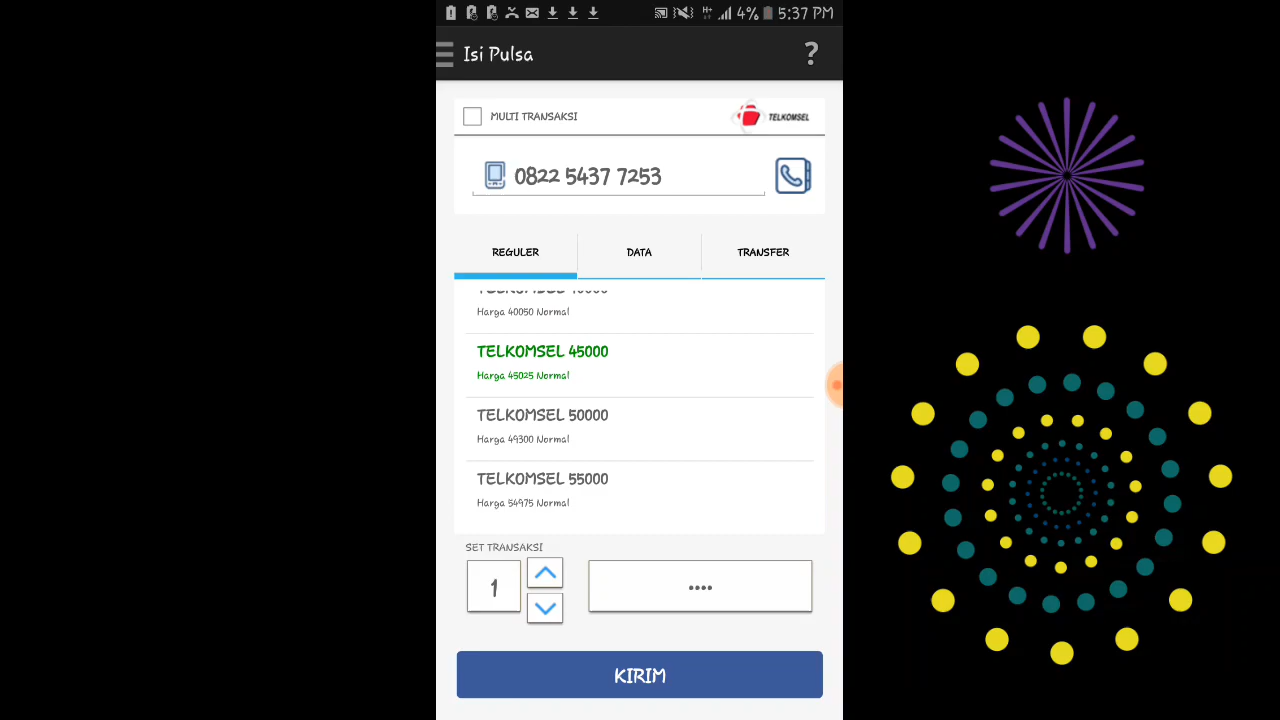 4% 5:37 PM
Isi Pulsa ?
MULTI TRANSAKSI TELKOMSEL
0822 5437 7253
REGULER DATA TRANSFER
Harga 40050 Normal
TELKOMSEL 45000
Harga 45025 Normal
TELKOMSEL 50000
Harga 49300 Normal
TELKOMSEL 55000
Harga 54975 Normal
SET TRANSAKSI
1 ••••
KIRIM